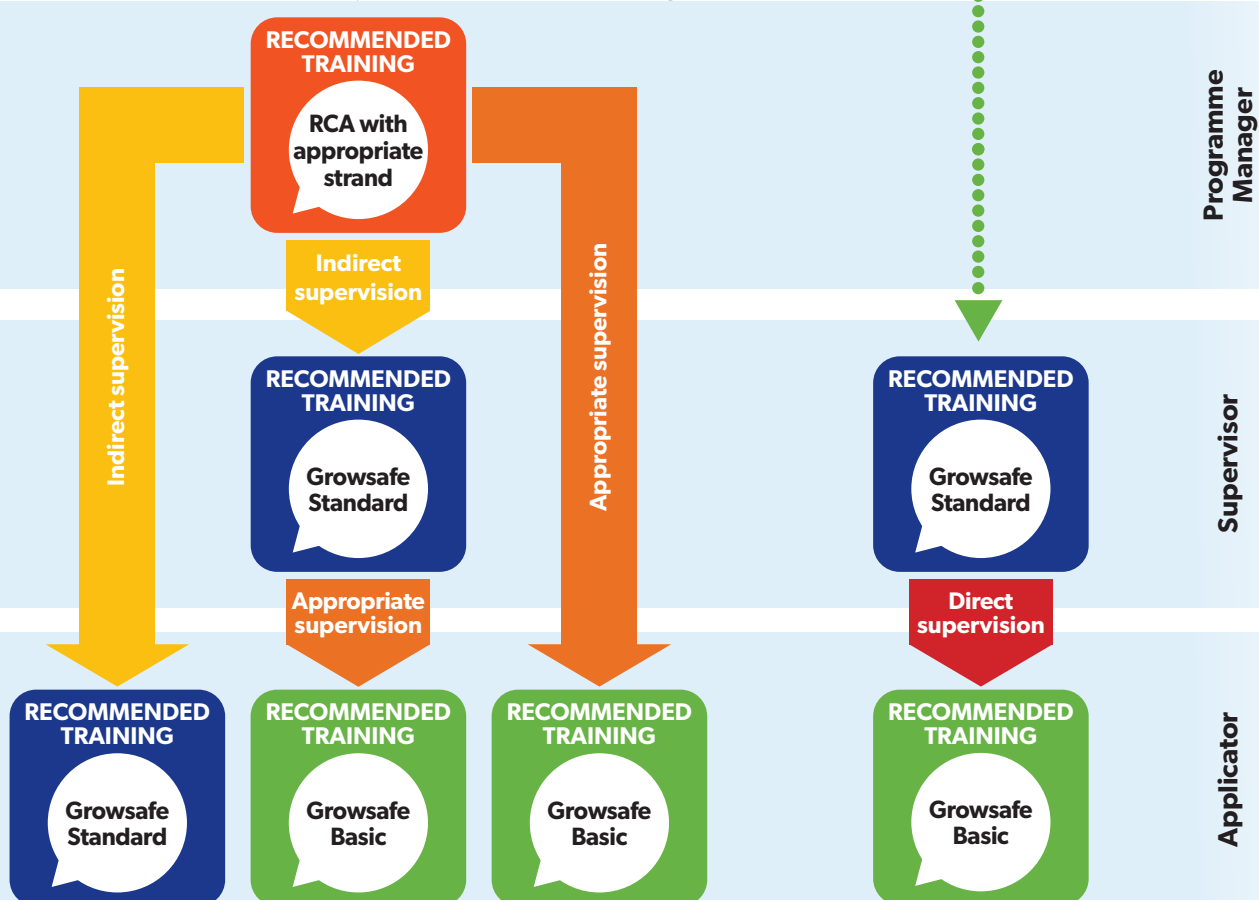 RECOMMENDED
TRAINING
RCA with
appropriate
strand
Programme
Manager
Indirect
supervision
Indirect supervision
Appropriate supervision
RECOMMENDED
TRAINING
Growsafe
Standard
RECOMMENDED
TRAINING
Growsafe
Standard
Supervisor
Appropriate
supervision
Direct
supervision
RECOMMENDED
TRAINING
Growsafe
Standard
RECOMMENDED
TRAINING
Growsafe
Basic
RECOMMENDED
TRAINING
Growsafe
Basic
RECOMMENDED
TRAINING
Growsafe
Basic
Applicator